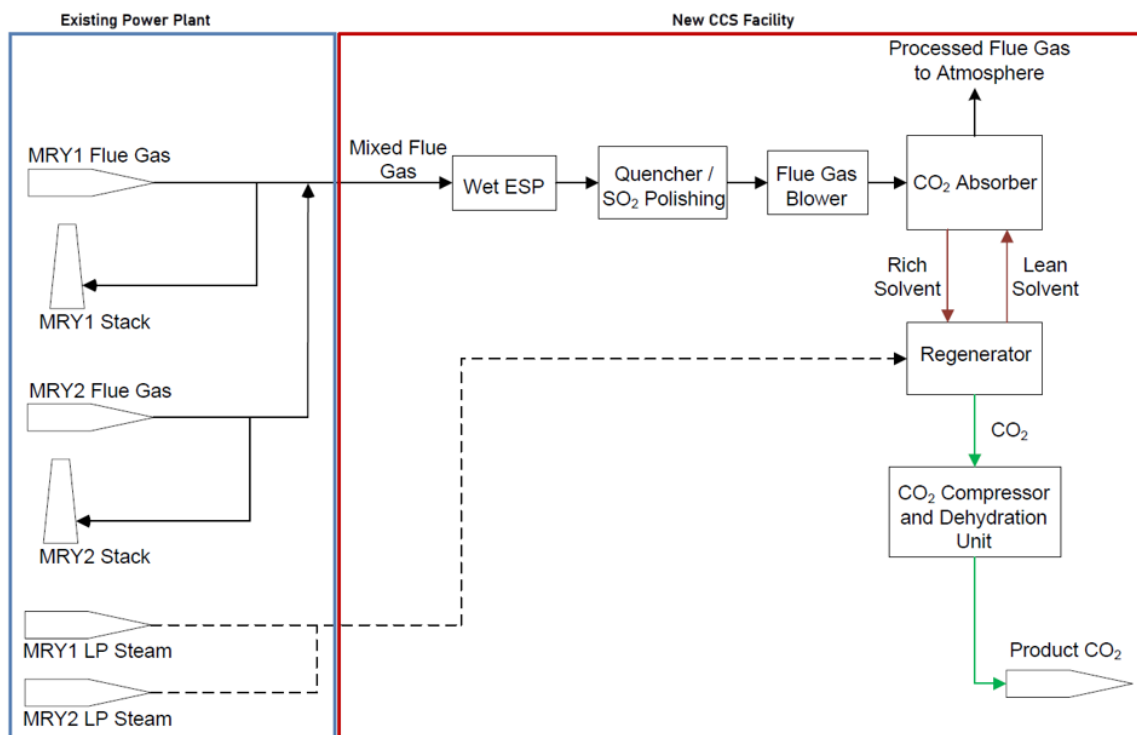 Existing Power Plant
New CCS Facility
Processed Flue Gas
to Atmosphere
MRY1 Flue Gas
Mixed Flue
Gas
Wet ESP
Quencher /
SO₂ Polishing
Flue Gas
Blower
CO₂ Absorber
MRY1 Stack
Rich
Solvent
Lean
Solvent
MRY2 Flue Gas
Regenerator
CO₂
MRY2 Stack
CO₂ Compressor
and Dehydration
Unit
MRY1 LP Steam
Product CO₂
MRY2 LP Steam